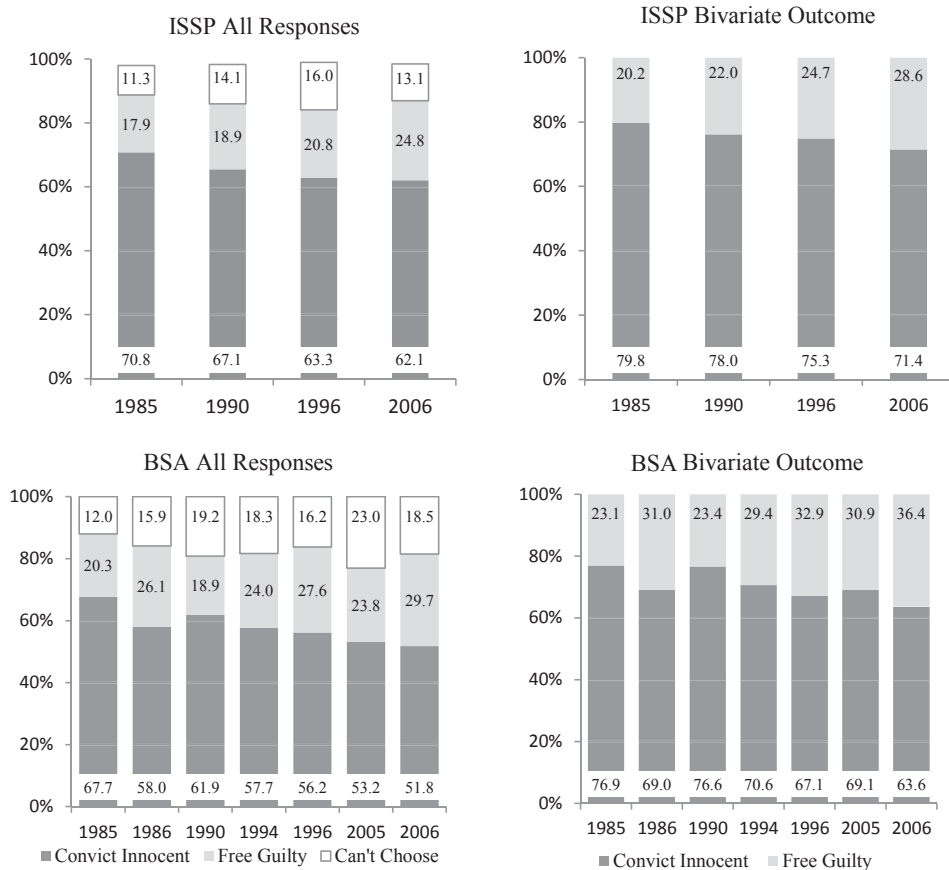 ISSP All Responses
100%
80%
60%
40%
20%
0%
11.3 14.1 16.0 13.1
17.9 18.9 20.8 24.8
70.8 67.1 63.3 62.1
1985 1990 1996 2006
ISSP Bivariate Outcome
100%
80%
60%
40%
20%
0%
20.2 22.0 24.7 28.6
79.8 78.0 75.3 71.4
1985 1990 1996 2006
BSA All Responses
100%
80%
60%
40%
20%
0%
12.0 15.9 19.2 18.3 16.2 23.0 18.5
20.3 26.1 18.9 24.0 27.6 23.8 29.7
67.7 58.0 61.9 57.7 56.2 53.2 51.8
1985 1986 1990 1994 1996 2005 2006
Convict Innocent Free Guilty Can't Choose
BSA Bivariate Outcome
100%
80%
60%
40%
20%
0%
23.1 31.0 23.4 29.4 32.9 30.9 36.4
76.9 69.0 76.6 70.6 67.1 69.1 63.6
1985 1986 1990 1994 1996 2005 2006
Convict Innocent Free Guilty